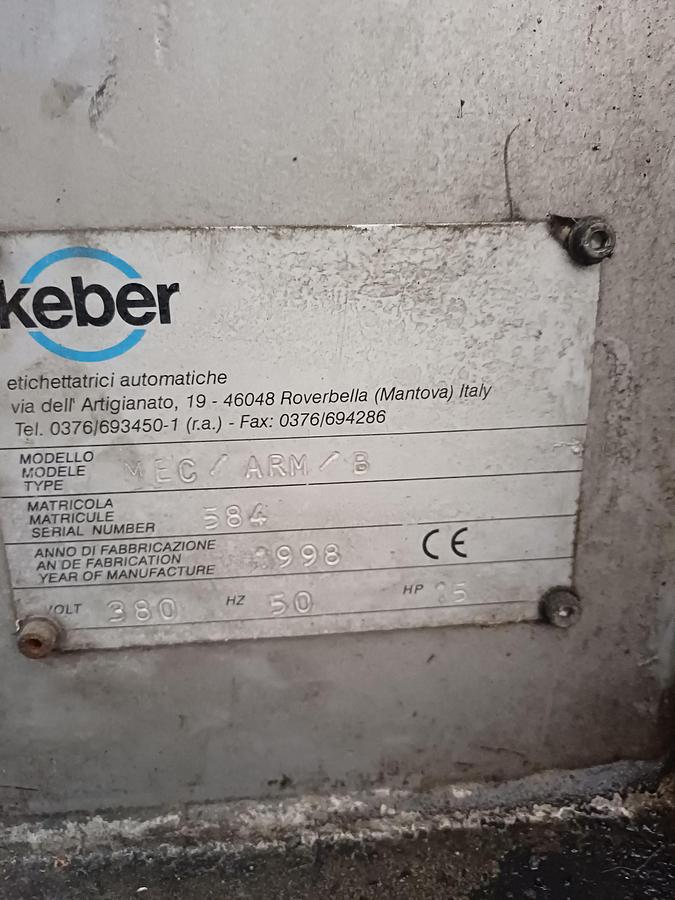 keber
etichettatrici automatiche
via dell' Artigianato, 19 - 46048 Roverbella (Mantova) Italy
Tel. 0376/693450-1 (r.a.) - Fax: 0376/694286
MODELLO
MODELE
TYPE
MEC/ARM/B
MATRICOLA
MATRICULE
SERIAL NUMBER
584
ANNO DI FABBRICAZIONE
AN DE FABRICATION
YEAR OF MANUFACTURE
1998
CE
VOLT 380 HZ 50 HP